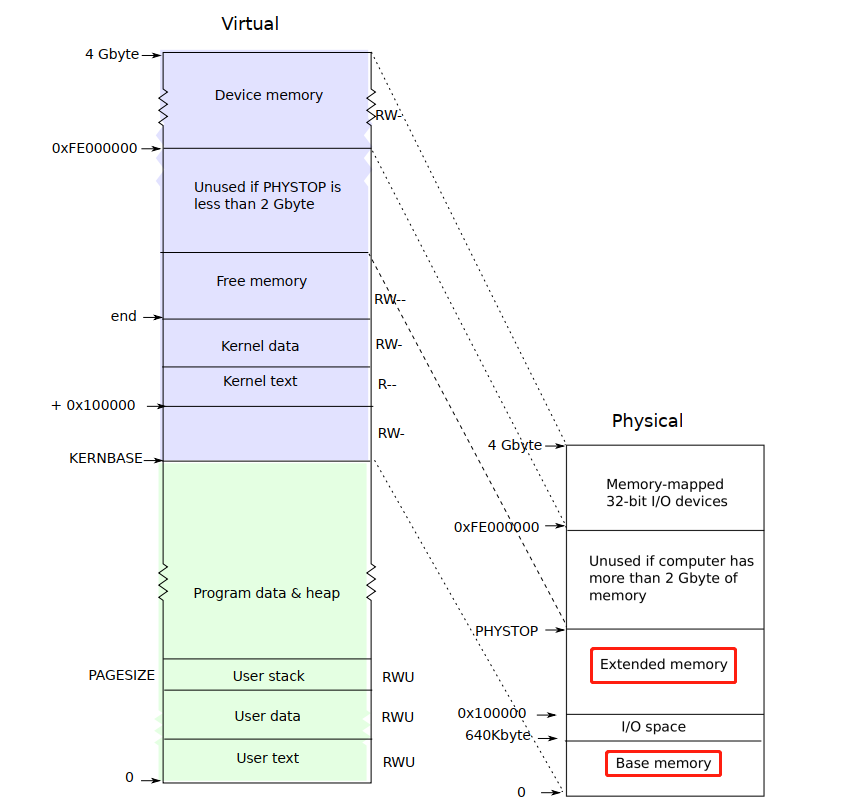 Virtual
4 Gbyte
Device memory
RW-
0xFE000000
Unused if PHYSTOP is
less than 2 Gbyte
Free memory
RW--
end
Kernel data
RW-
Kernel text
R--
+ 0x100000
RW-
KERNBASE
Program data & heap
PAGESIZE
User stack
RWU
User data
RWU
User text
RWU
0
Physical
4 Gbyte
Memory-mapped
32-bit I/O devices
0xFE000000
Unused if computer has
more than 2 Gbyte of
memory
PHYSTOP
Extended memory
0x100000
I/O space
640Kbyte
Base memory
0